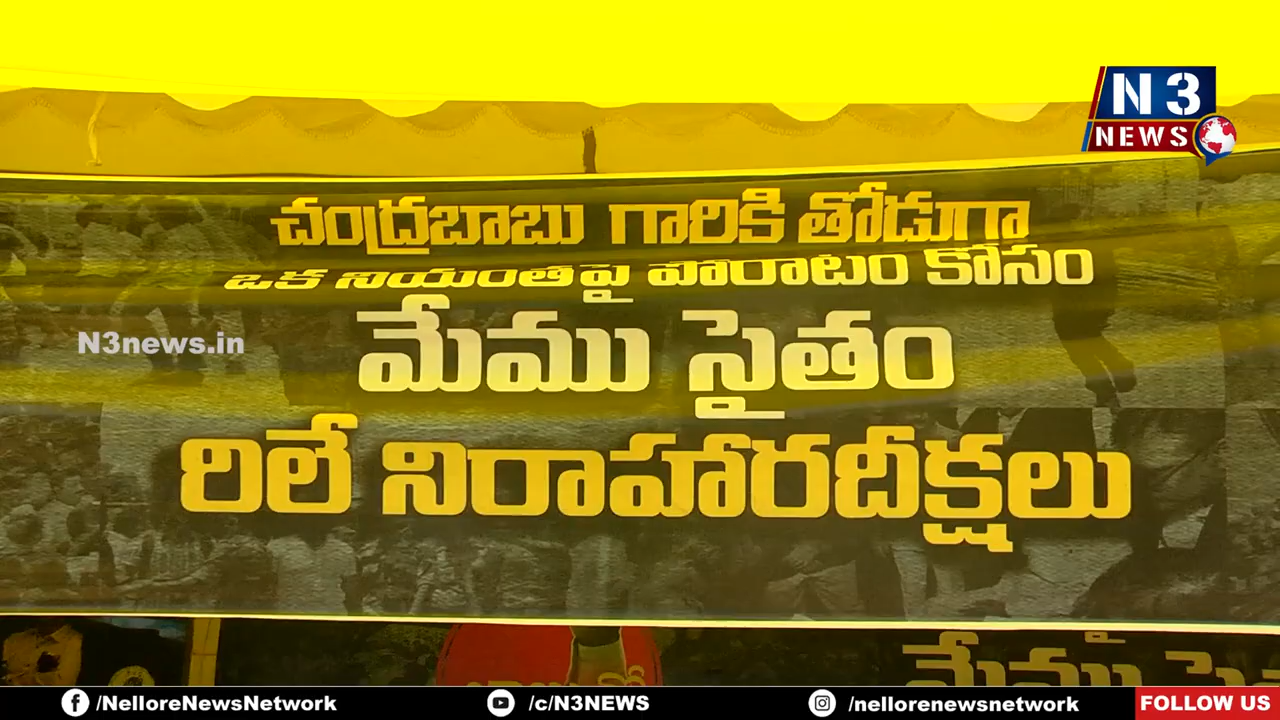 N3
NEWS
చంద్రబాబు గారికి తోడుగా
ఒక నియంతపై పోరాటం కోసం
N3news.in
మేము సైతం
రిలే నిరాహారదీక్షలు
మేము
/NelloreNewsNetwork
/c/N3NEWS
/nellorenewsnetwork
FOLLOW US